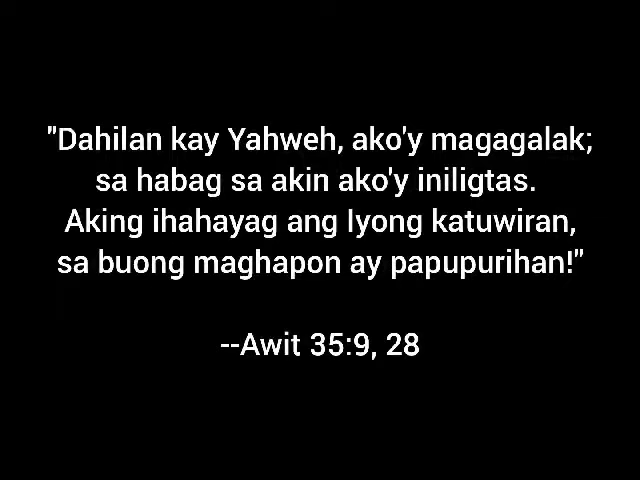 "Dahilan kay Yahweh, ako'y magagalak;
sa habag sa akin ako'y iniligtas.
Aking ihahayag ang Iyong katuwiran,
sa buong maghapon ay papupurihan!"
--Awit 35:9, 28